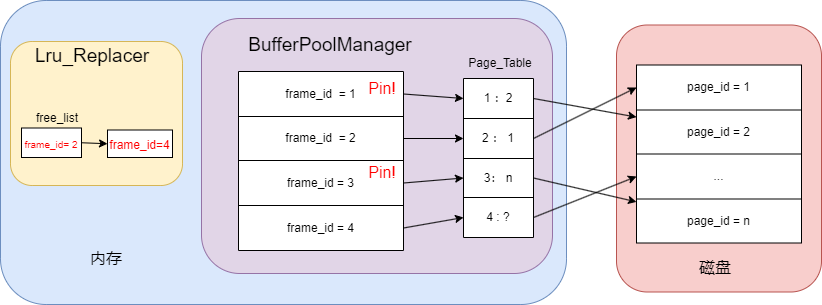 Lru_Replacer
free_list
frame_id= 2
frame_id=4
BufferPoolManager
Page_Table
frame_id = 1
Pin!
1： 2
frame_id = 2
2： 1
frame_id = 3
Pin!
3： n
frame_id = 4
4 : ?
内存
page_id = 1
page_id = 2
...
page_id = n
磁盘